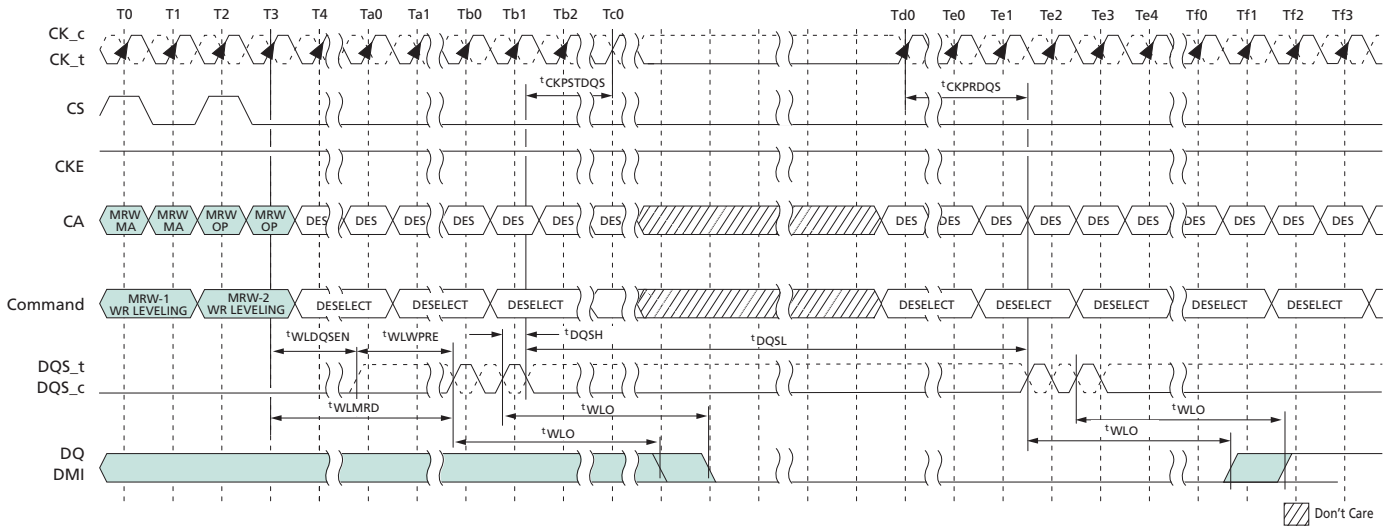 T0 T1 T2 T3 T4 Ta0 Ta1 Tb0 Tb1 Tb2 Tc0 Td0 Te0 Te1 Te2 Te3 Te4 Tf0 Tf1 Tf2 Tf3
CK_c
CK_t
tCKPSTDQS tCKPRDQS
CS
CKE
CA MRW MA MRW MA MRW OP MRW OP DES DES DES DES DES DES DES DES DES DES DES DES DES DES DES DES DES
Command MRW-1 WR LEVELING MRW-2 WR LEVELING DESELECT DESELECT DESELECT DESELECT DESELECT DESELECT DESELECT DESELECT
tWLDQSEN tWLWPRE tDQSH tDQSL
DQS_t
DQS_c
tWLMRD tWLO tWLO
tWLO tWLO
DQ
DMI
Don't Care